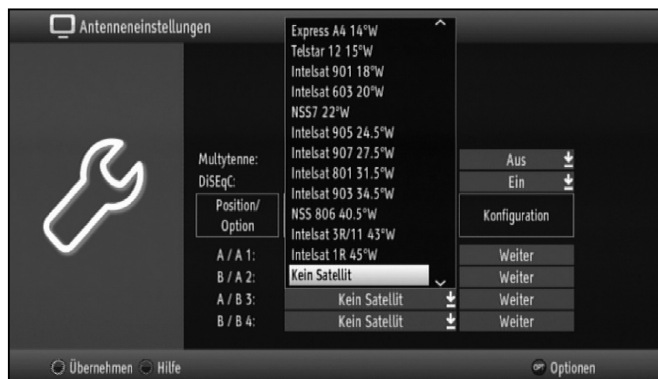 Antenneneinstellungen
Express A4 14°W
Telstar 12 15°W
Intelsat 901 18°W
Intelsat 603 20°W
NSS7 22°W
Intelsat 905 24.5°W
Intelsat 907 27.5°W
Intelsat 801 31.5°W
Intelsat 903 34.5°W
NSS 806 40.5°W
Intelsat 3R/11 43°W
Intelsat 1R 45°W
Kein Satellit
Multytenne: Aus
DiSEqC: Ein
Position/
Option
Konfiguration
A / A 1: Weiter
B / A 2: Weiter
A / B 3: Kein Satellit Weiter
B / B 4: Kein Satellit Weiter
Übernehmen Hilfe
OPT Optionen